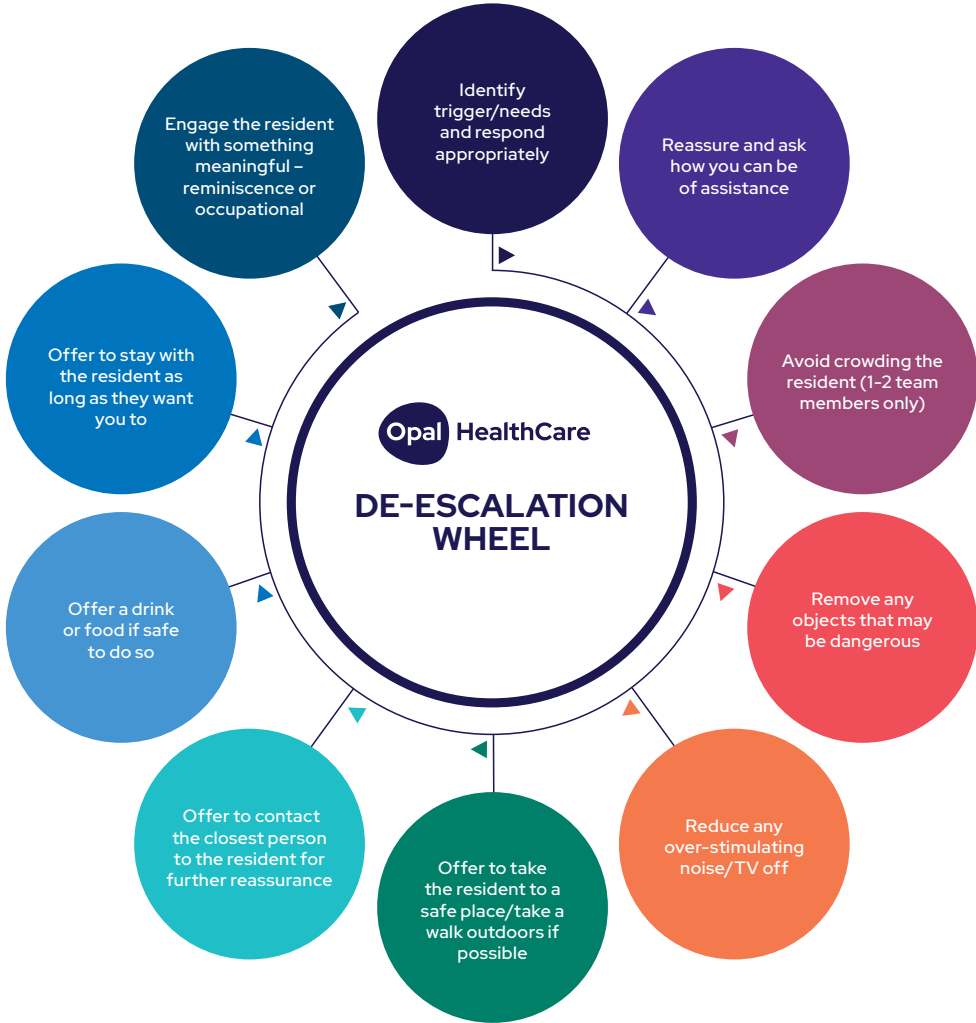 Opal HealthCare
DE-ESCALATION
WHEEL
Identify
trigger/needs
and respond
appropriately
Reassure and ask
how you can be
of assistance
Avoid crowding the
resident (1-2 team
members only)
Remove any
objects that may
be dangerous
Reduce any
over-stimulating
noise/TV off
Offer to take
the resident to a
safe place/take a
walk outdoors if
possible
Offer to contact
the closest person
to the resident for
further reassurance
Offer a drink
or food if safe
to do so
Offer to stay with
the resident as
long as they want
you to
Engage the resident
with something
meaningful –
reminiscence or
occupational